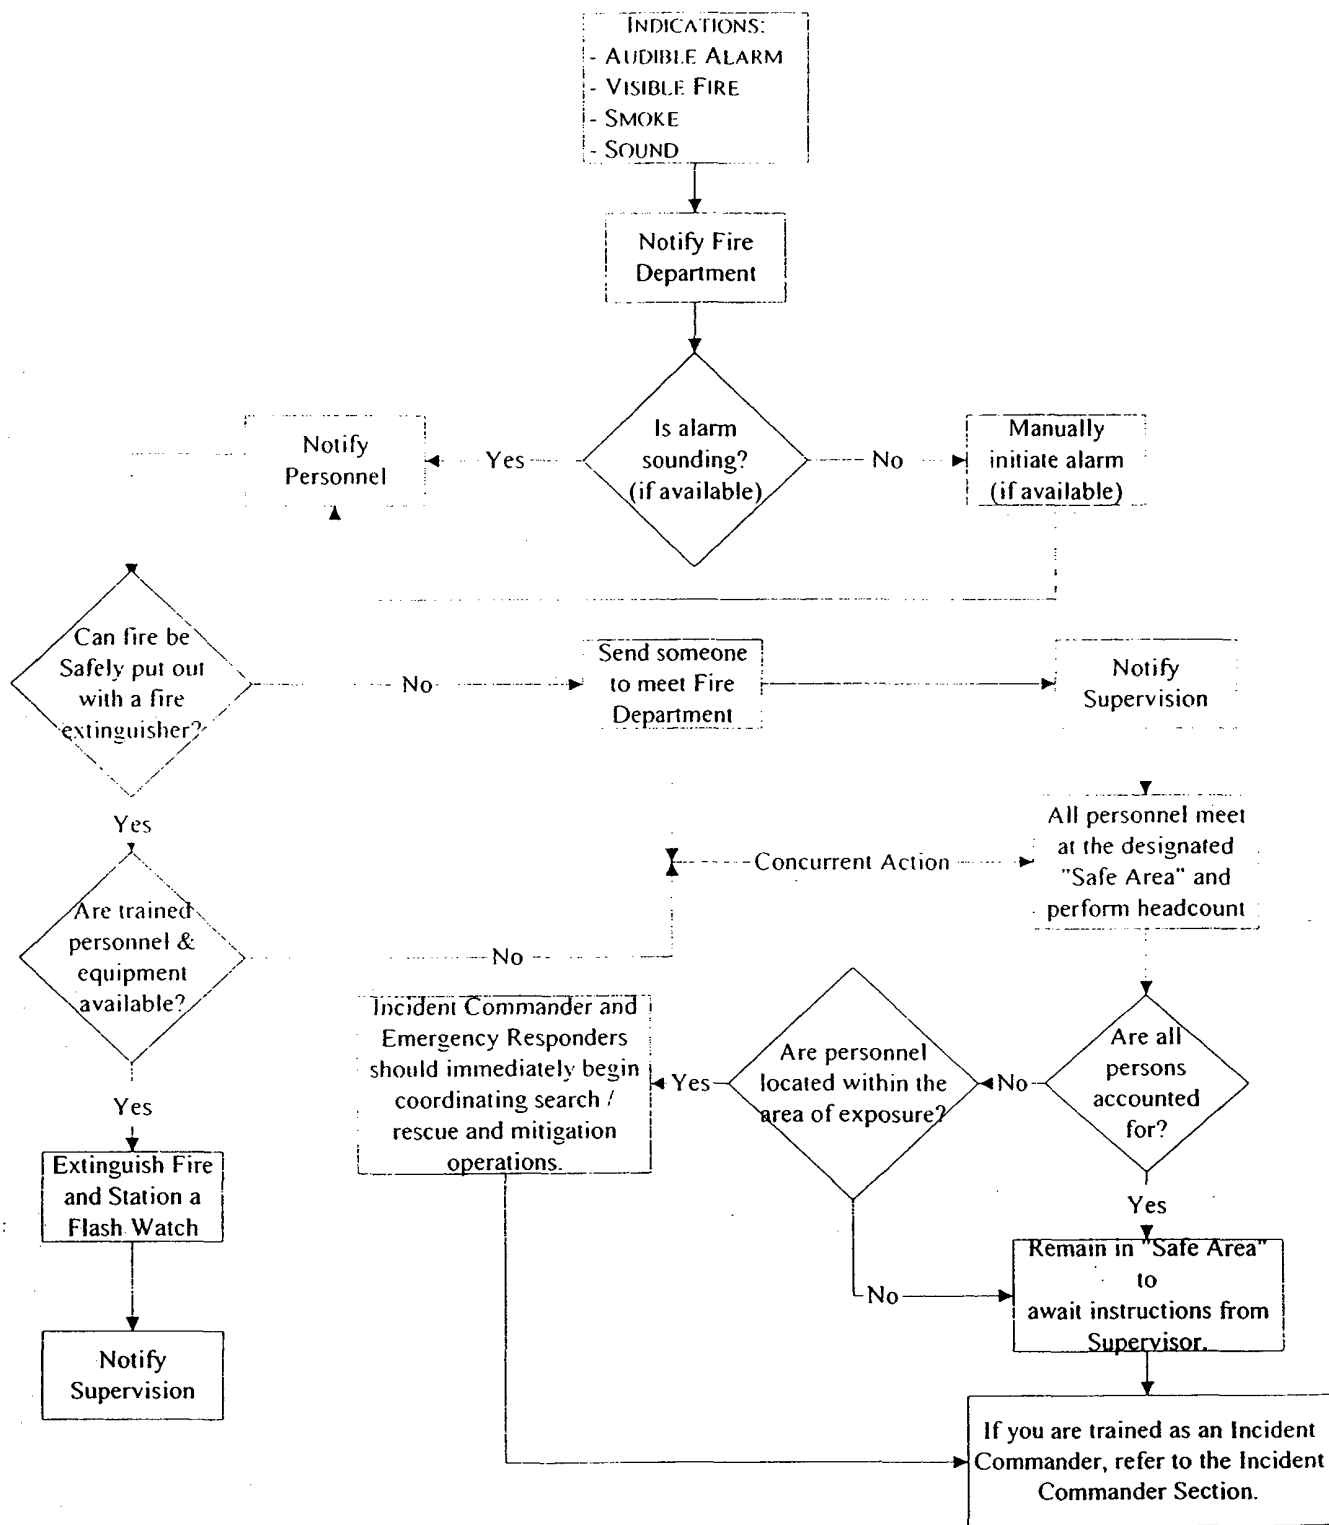 INDICATIONS:
- AUDIBLE ALARM
- VISIBLE FIRE
- SMOKE
- SOUND
Notify Fire
Department
Is alarm
sounding?
(if available)
Yes
No
Notify
Personnel
Manually
initiate alarm
(if available)
Can fire be
Safely put out
with a fire
extinguisher?
No
Send someone
to meet Fire
Department
Notify
Supervision
Yes
Concurrent Action
All personnel meet
at the designated
"Safe Area" and
perform headcount
Are trained
personnel &
equipment
available?
No
Incident Commander and
Emergency Responders
should immediately begin
coordinating search /
rescue and mitigation
operations.
Yes
Are personnel
located within the
area of exposure?
No
Are all
persons
accounted
for?
Yes
Yes
Extinguish Fire
and Station a
Flash Watch
No
Remain in "Safe Area"
to
await instructions from
Supervisor.
Notify
Supervision
If you are trained as an Incident
Commander, refer to the Incident
Commander Section.